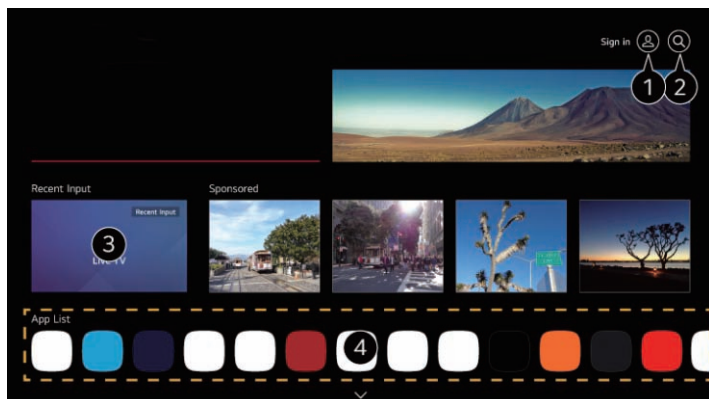 Sign in
1
2
Recent Input
Sponsored
Recent Input
3
LIVE TV
App List
4